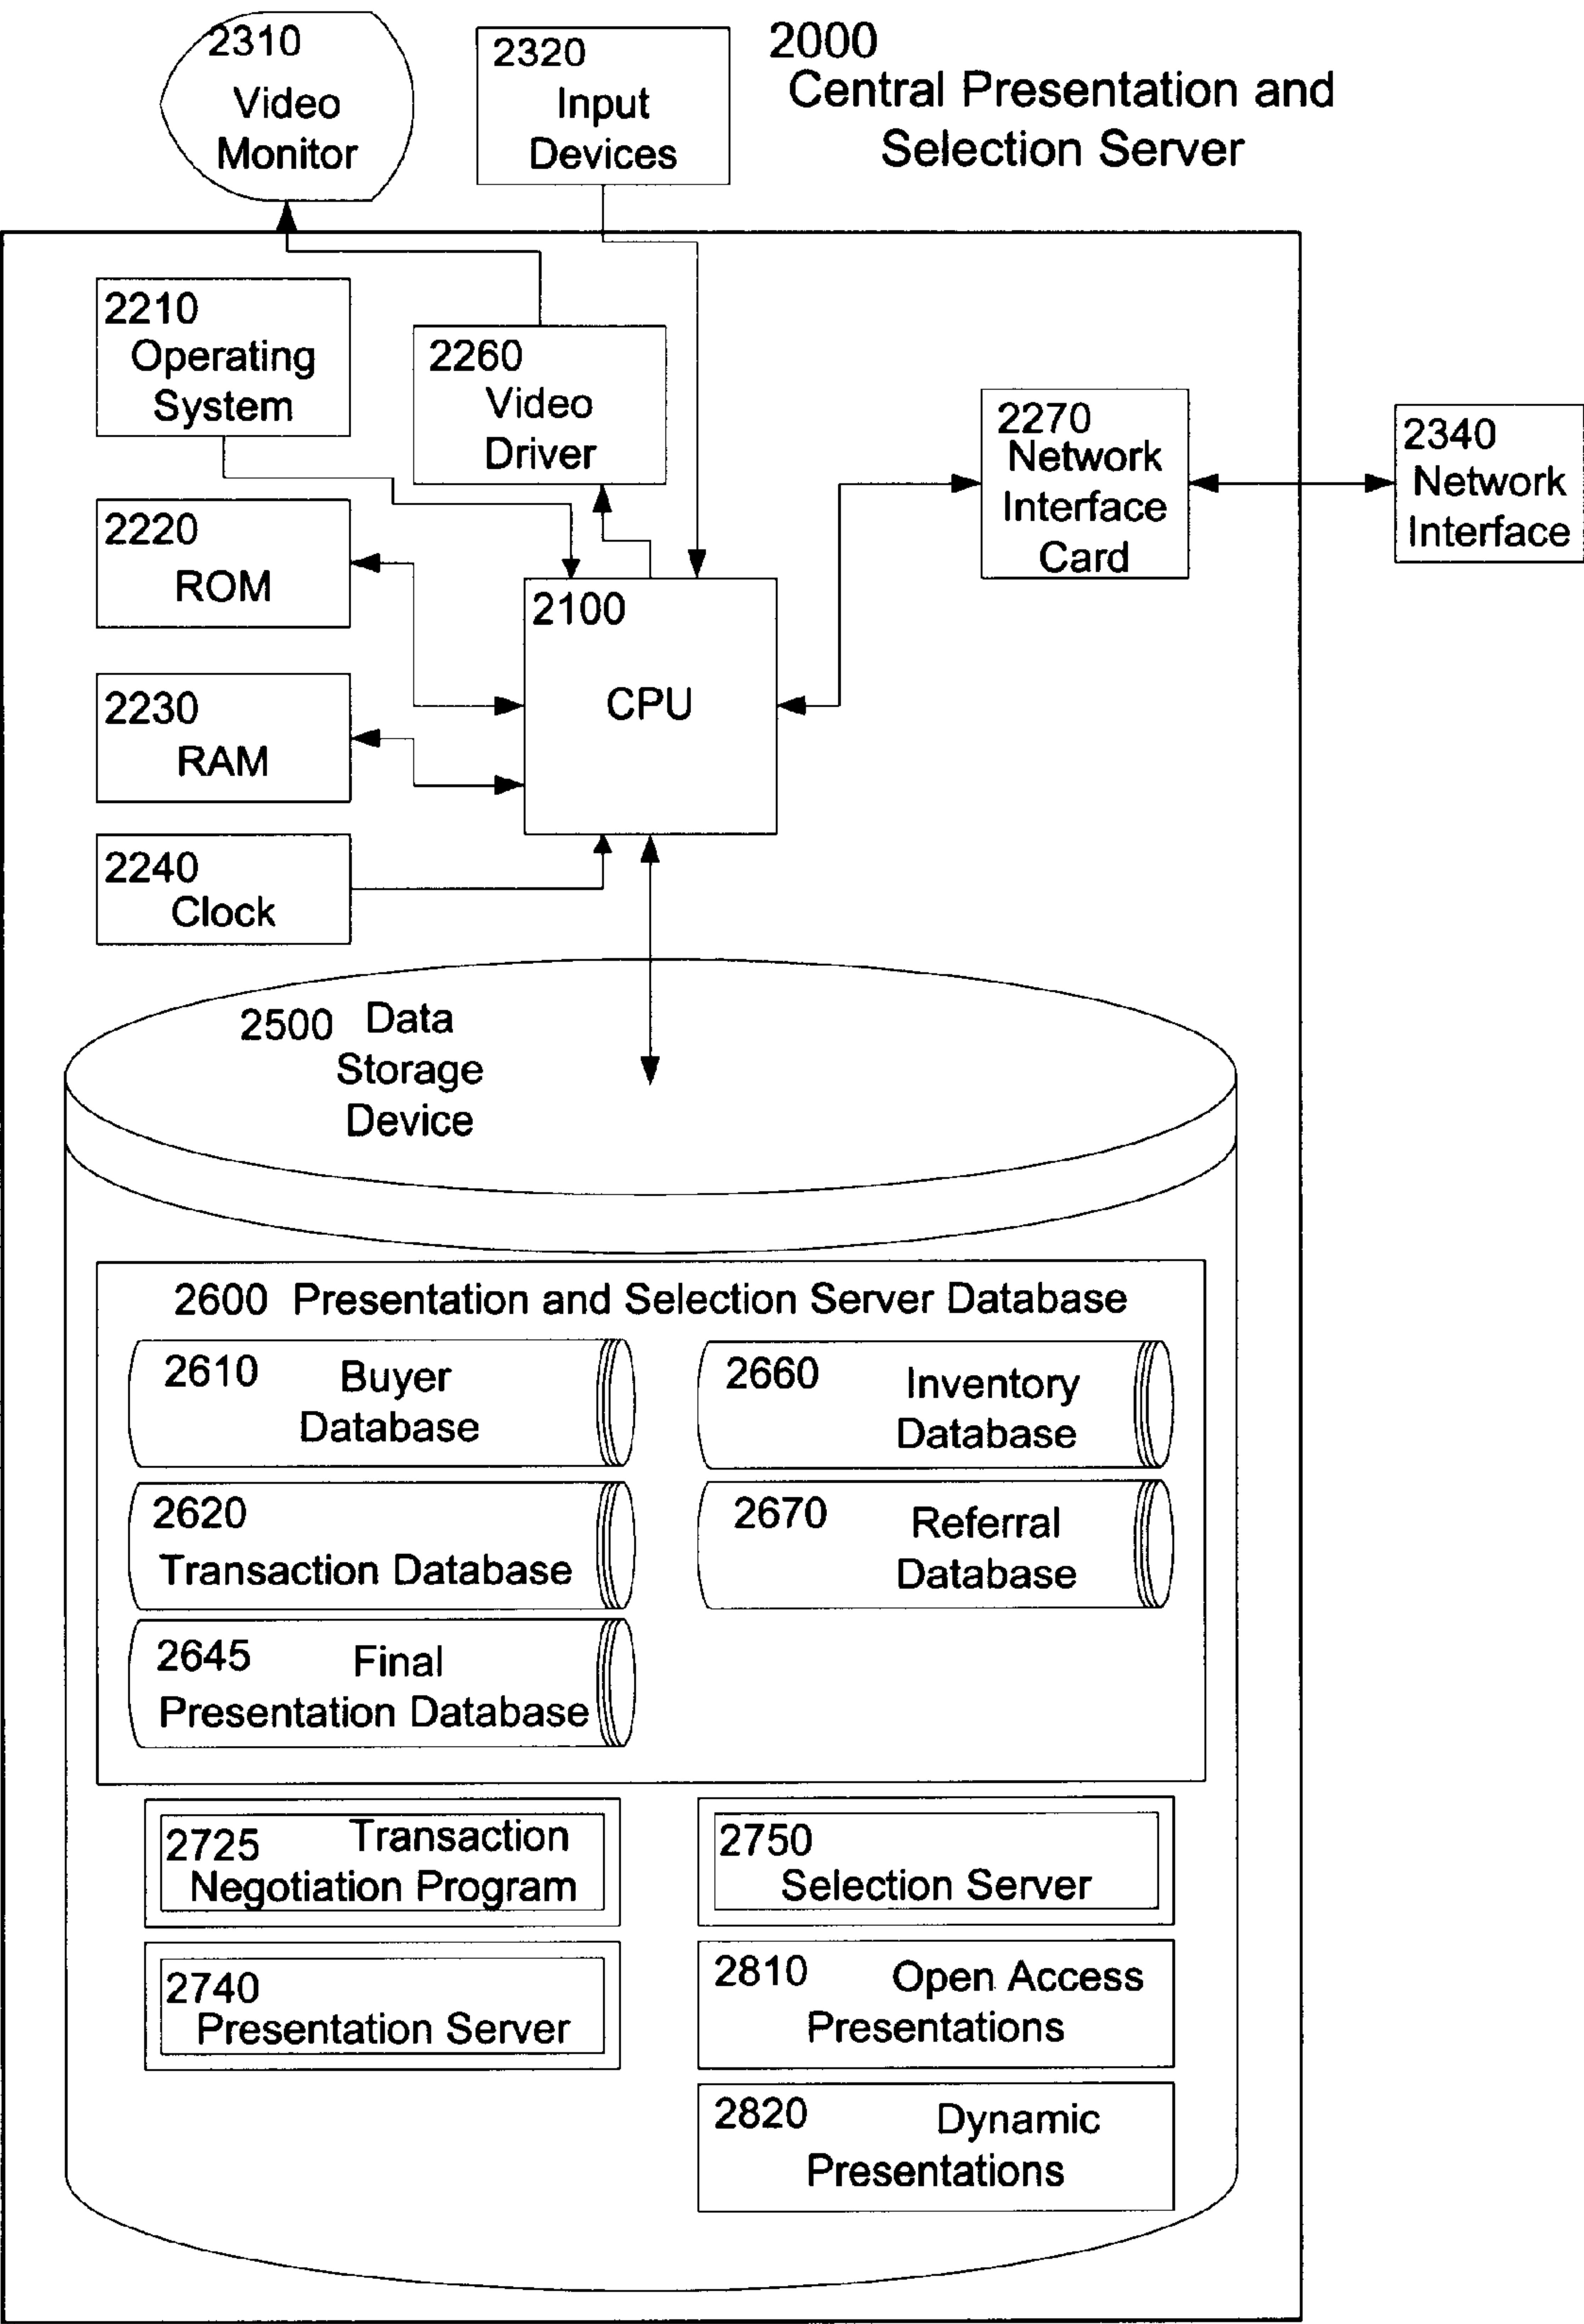 2310
Video
Monitor
2320
Input
Devices
2000
Central Presentation and
Selection Server
2210
Operating
System
2260
Video
Driver
2270
Network
Interface
Card
2340
Network
Interface
2220
ROM
2100
CPU
2230
RAM
2240
Clock
2500 Data
Storage
Device
2600 Presentation and Selection Server Database
2610 Buyer
Database
2660 Inventory
Database
2620
Transaction Database
2670 Referral
Database
2645 Final
Presentation Database
2725 Transaction
Negotiation Program
2750
Selection Server
2740
Presentation Server
2810 Open Access
Presentations
2820 Dynamic
Presentations